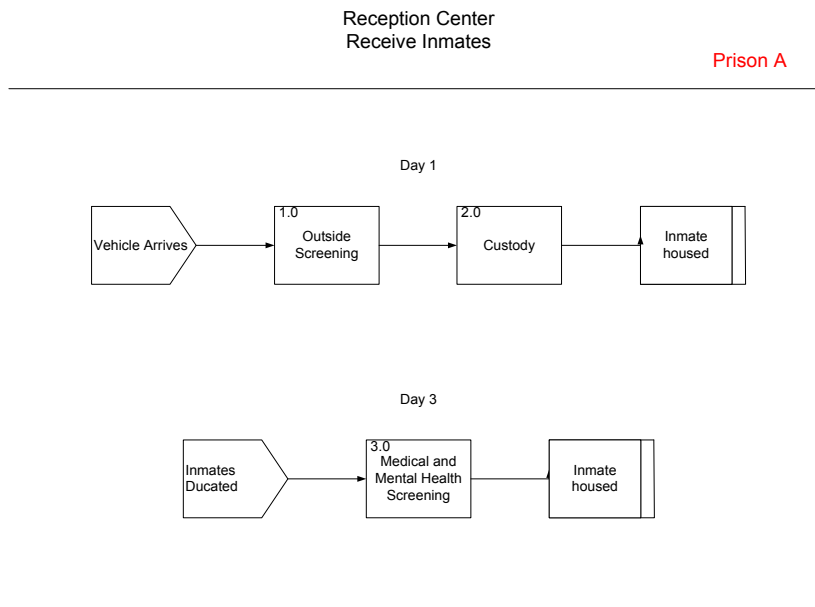 Reception Center
Receive Inmates
Prison A
Day 1
Vehicle Arrives
1.0
Outside
Screening
2.0
Custody
Inmate
housed
Day 3
Inmates
Ducated
3.0
Medical and
Mental Health
Screening
Inmate
housed